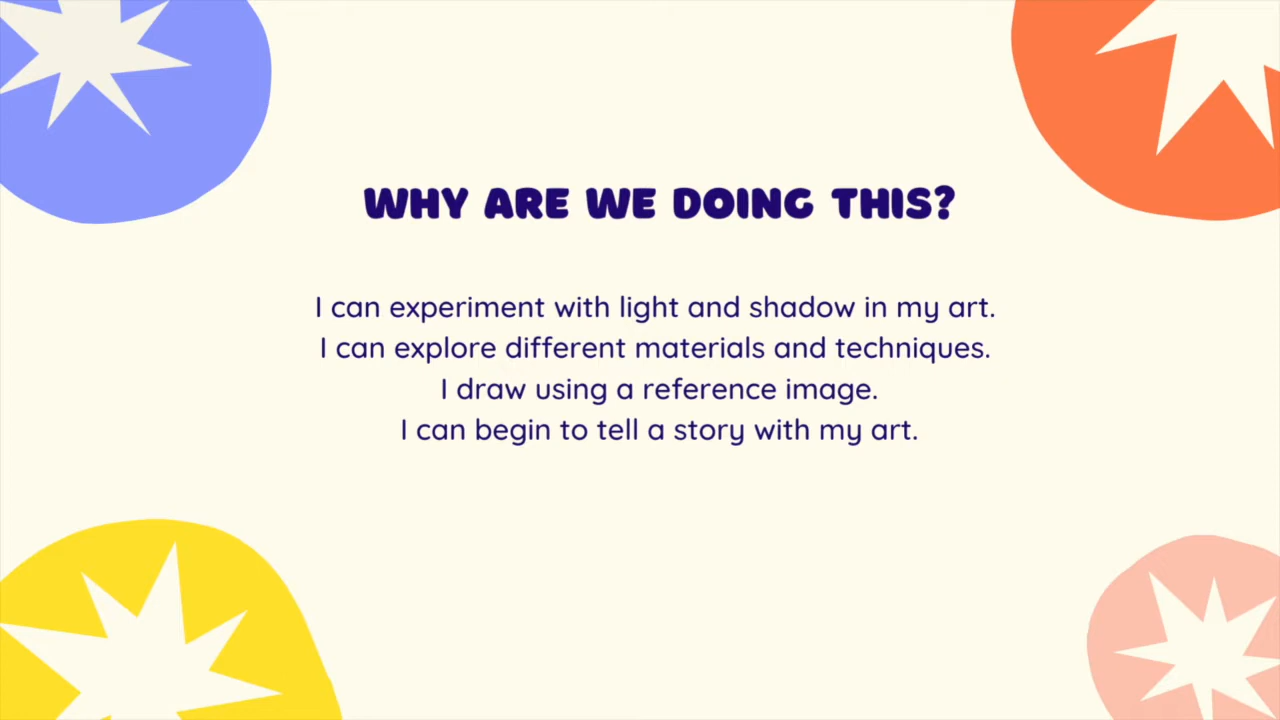 WHY ARE WE DOING THIS?
I can experiment with light and shadow in my art.
I can explore different materials and techniques.
I draw using a reference image.
I can begin to tell a story with my art.